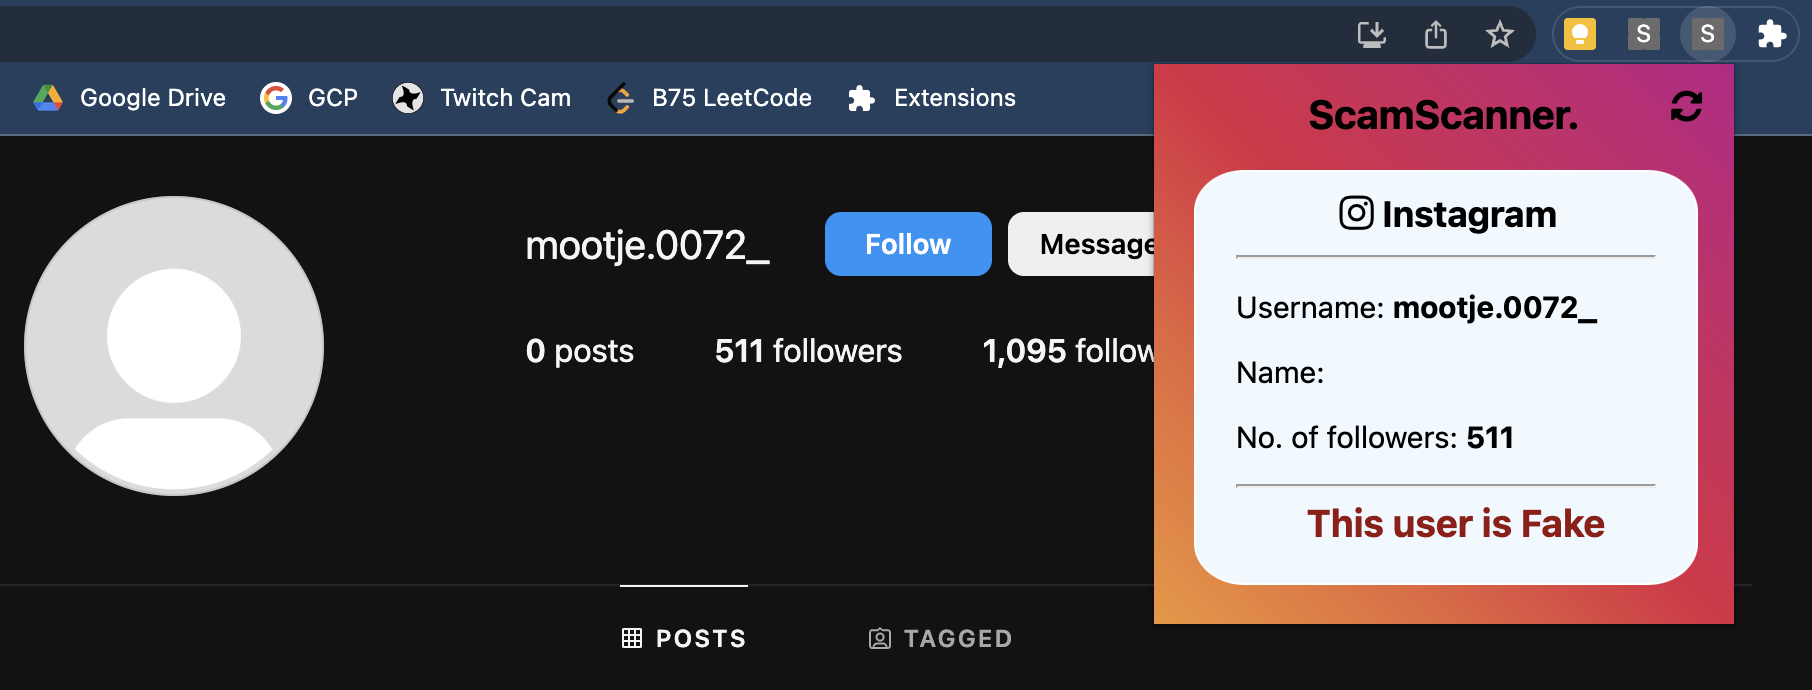 S
S
Google Drive
GCP
Twitch Cam
B75 LeetCode
Extensions
mootje.0072_
Follow
Message
0 posts
511 followers
1,095 follow
POSTS
TAGGED
ScamScanner.
Instagram
Username: mootje.0072_
Name:
No. of followers: 511
This user is Fake